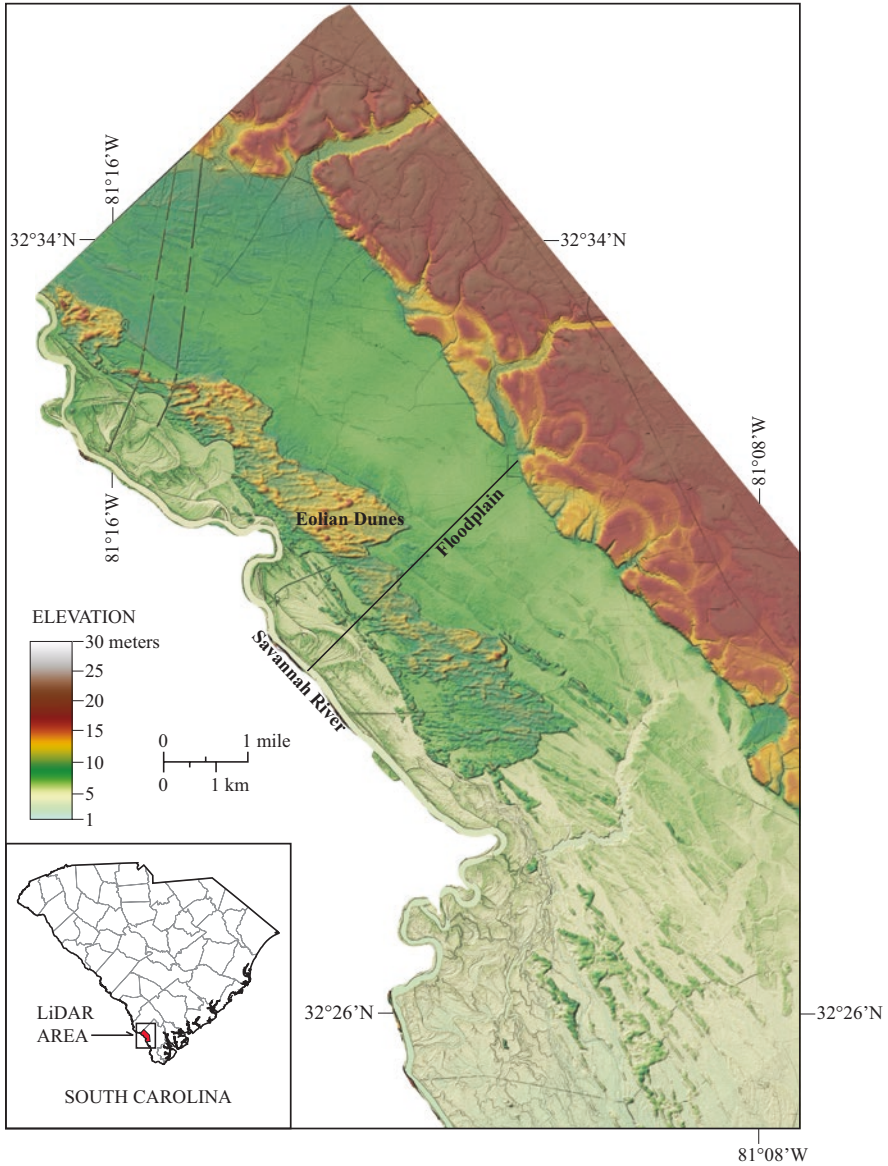 81°16'W
32°34'N
32°34'N
81°08'W
81°16'W
Eolian Dunes
Floodplain
Savannah River
ELEVATION
30 meters
25
20
15
10
5
1
0 1 mile
0 1 km
LiDAR
AREA
SOUTH CAROLINA
32°26'N
32°26'N
81°08'W